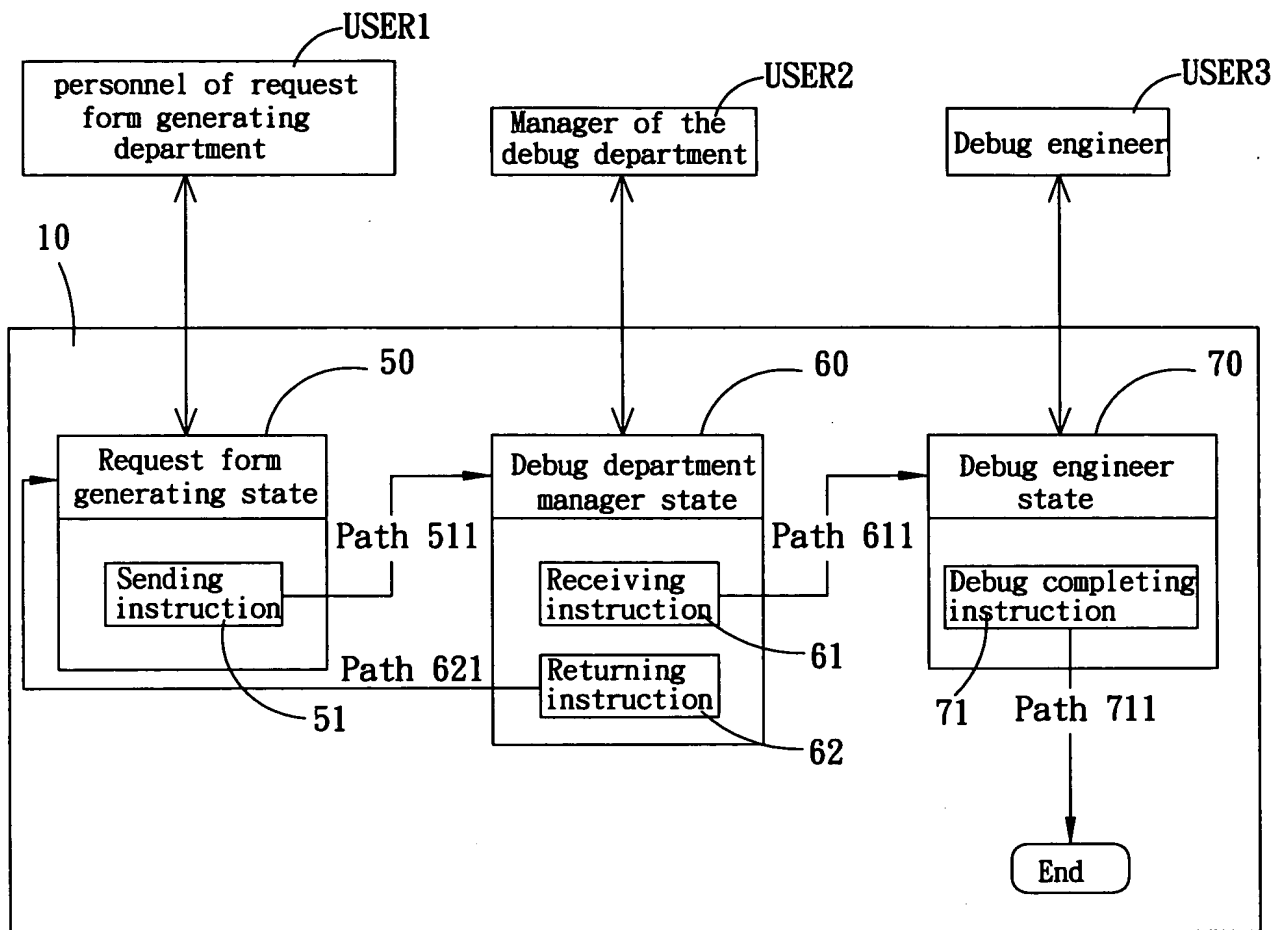 USER1
personnel of request
form generating
department
USER2
Manager of the
debug department
USER3
Debug engineer
10
50
60
70
Request form
generating state
Debug department
manager state
Debug engineer
state
Path 511
Path 611
Sending
instruction
Receiving
instruction
Debug completing
instruction
Path 621
61
Returning
instruction
51
62
71
Path 711
End